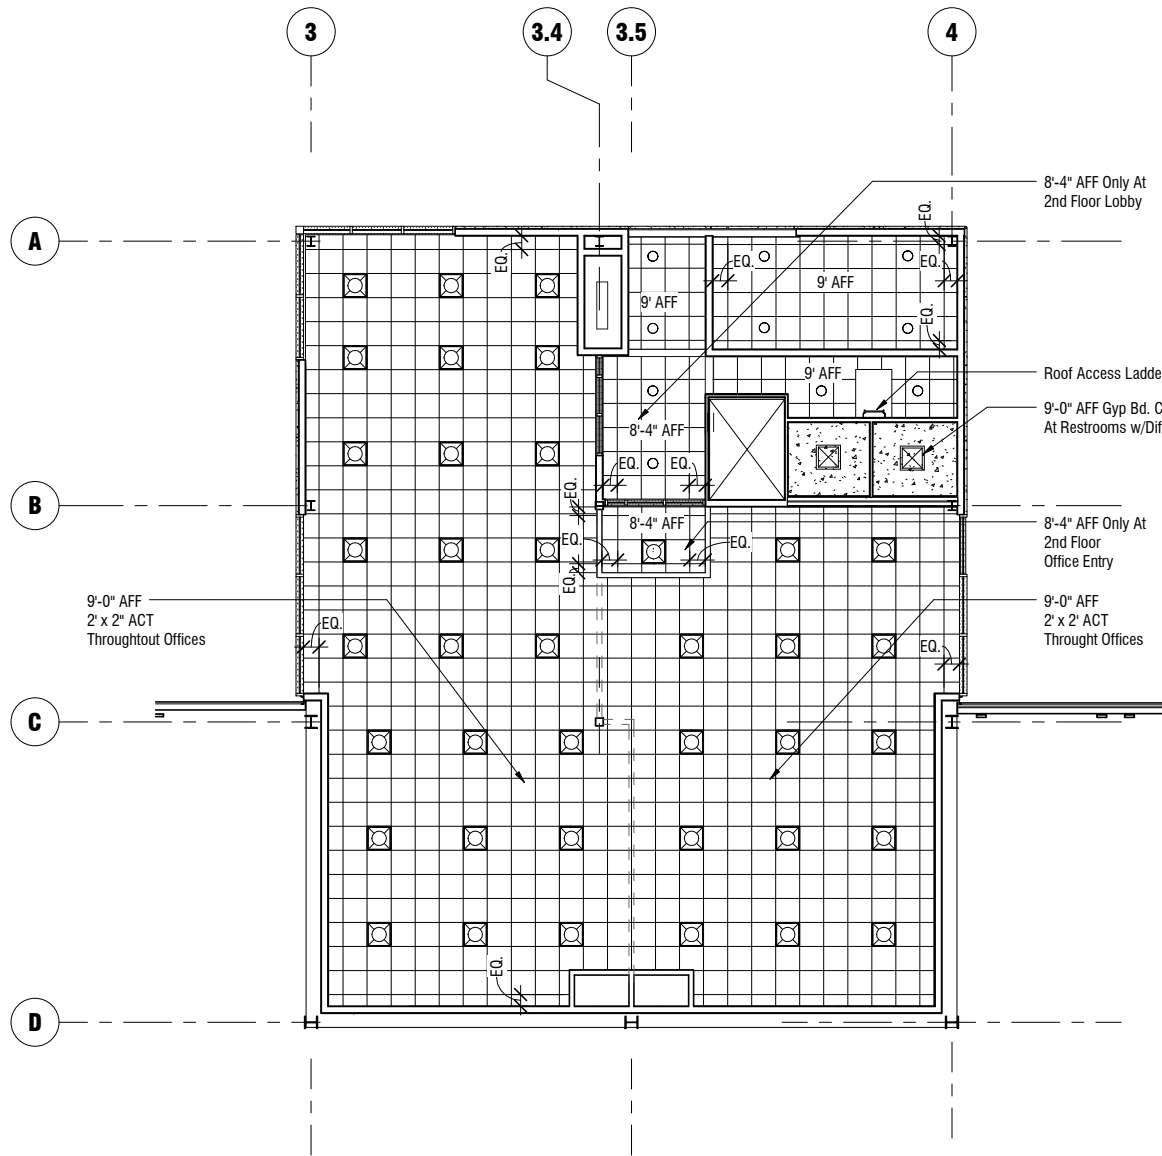 3
3.4
3.5
4
8'-4" AFF Only At
2nd Floor Lobby
A
EQ.
EQ.
EQ.
EQ.
9' AFF
9' AFF
EQ.
9' AFF
Roof Access Ladde
9'-0" AFF Gyp Bd. C
At Restrooms w/Dif
8'-4" AFF
EQ.
EQ.
EQ.
B
8'-4" AFF
8'-4" AFF Only At
2nd Floor
Office Entry
EQ.
EQ.
EQ.
9'-0" AFF
2' x 2" ACT
Throughtout Offices
9'-0" AFF
2' x 2' ACT
Throught Offices
EQ.
EQ.
C
EQ.
D